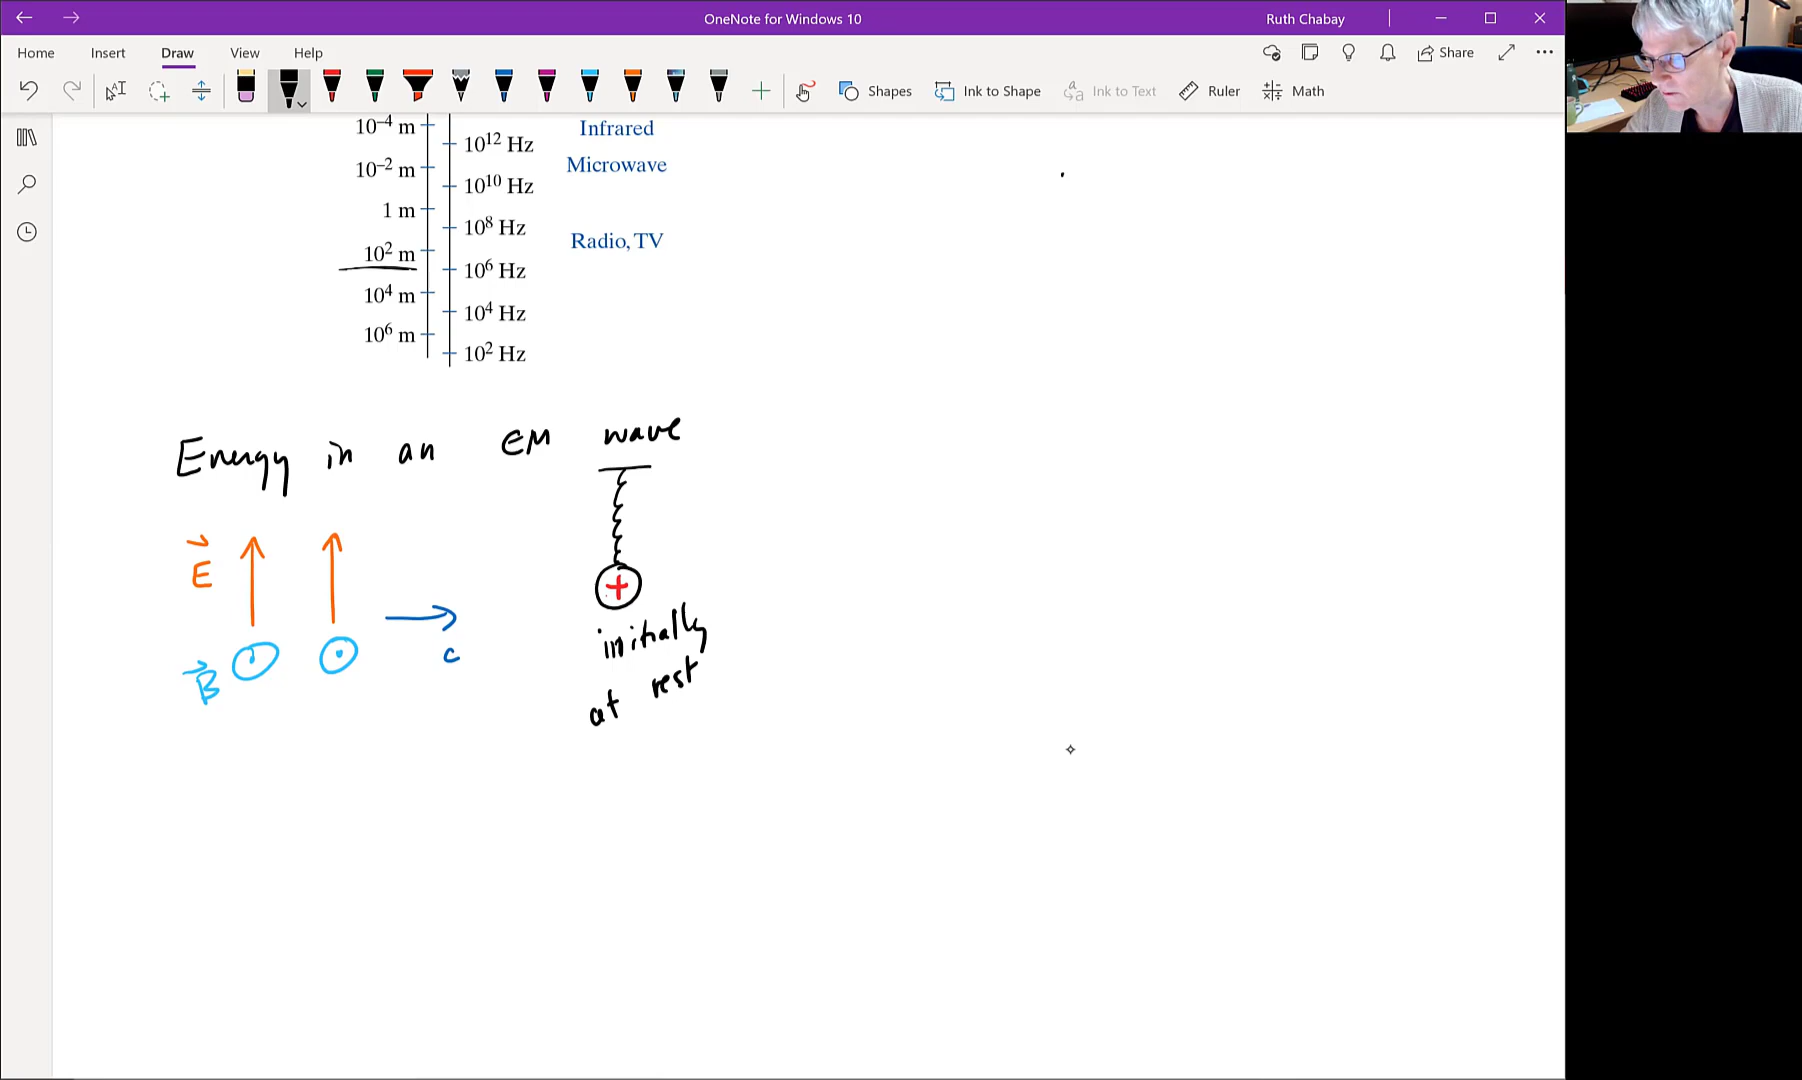 OneNote for Windows 10
Ruth Chabay
Home Insert Draw View Help
Share
Shapes
Ink to Shape
Ink to Text
Ruler
Math
10⁻⁴ m
10¹² Hz
Infrared
10⁻² m
Microwave
10¹⁰ Hz
1 m
10⁸ Hz
Radio, TV
10² m
10⁶ Hz
10⁴ m
10⁴ Hz
10⁶ m
10² Hz
Energy in an EM wave
E
+
c
B
initially
at rest